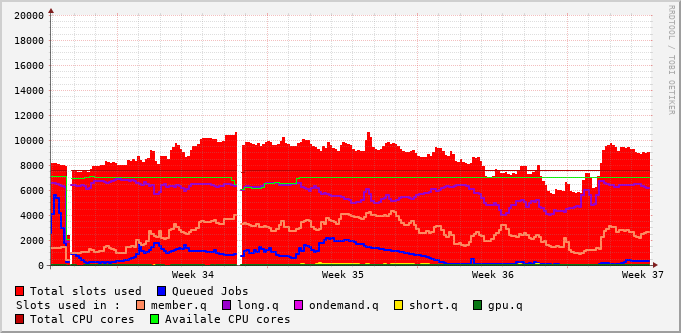 20000
18000
16000
14000
12000
10000
8000
6000
4000
2000
0
Week 34 Week 35 Week 36 Week 37
Total slots used Queued Jobs
Slots used in : member.q long.q ondemand.q short.q gpu.q
Total CPU cores Availale CPU cores
RRDTOOL / TOBI OETIKER